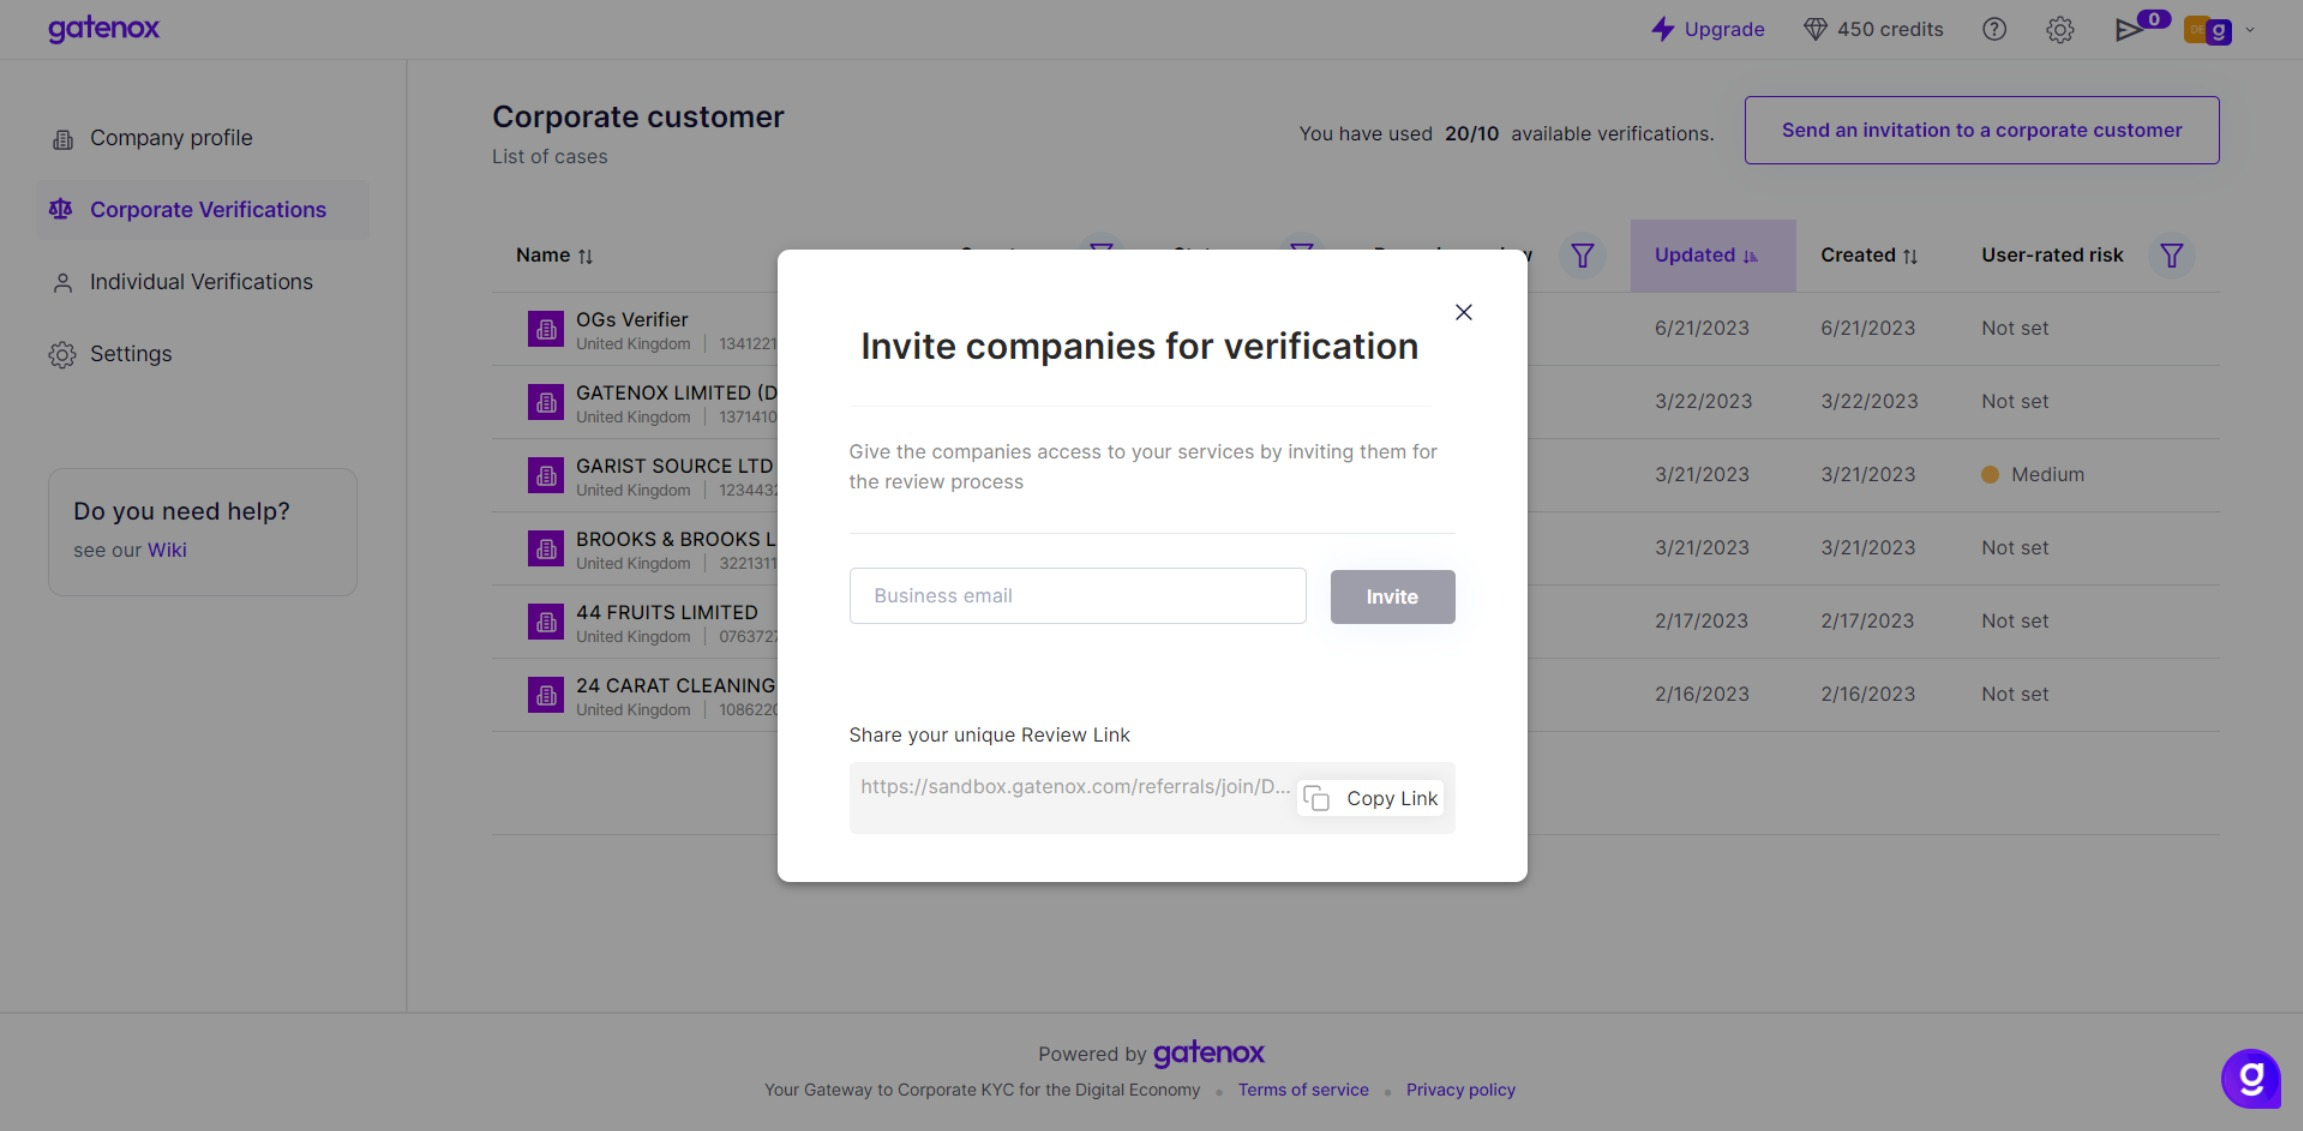 gatenox
Upgrade
450 credits
0
g
Company profile
Corporate Verifications
Individual Verifications
Settings
Do you need help?
see our Wiki
Corporate customer
List of cases
You have used 20/10 available verifications.
Send an invitation to a corporate customer
Name
Updated
Created
User-rated risk
OGs Verifier
United Kingdom | 1341221
6/21/2023 6/21/2023 Not set
GATENOX LIMITED (D
United Kingdom | 1371410
3/22/2023 3/22/2023 Not set
GARIST SOURCE LTD
United Kingdom | 1234432
3/21/2023 3/21/2023 Medium
BROOKS & BROOKS L
United Kingdom | 3221311
3/21/2023 3/21/2023 Not set
44 FRUITS LIMITED
United Kingdom | 0763727
2/17/2023 2/17/2023 Not set
24 CARAT CLEANING
United Kingdom | 1086220
2/16/2023 2/16/2023 Not set
Invite companies for verification
Give the companies access to your services by inviting them for
the review process
Business email
Invite
Share your unique Review Link
https://sandbox.gatenox.com/referrals/join/D...
Copy Link
Powered by gatenox
Your Gateway to Corporate KYC for the Digital Economy • Terms of service • Privacy policy
g